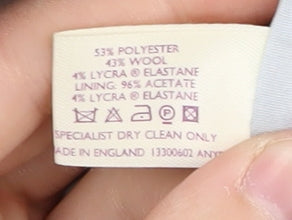 53% POLYESTER
43% WOOL
4% LYCRA ® ELASTANE
LINING: 96% ACETATE
4% LYCRA ® ELASTANE
P
SPECIALIST DRY CLEAN ONLY
ADE IN ENGLAND 13300602